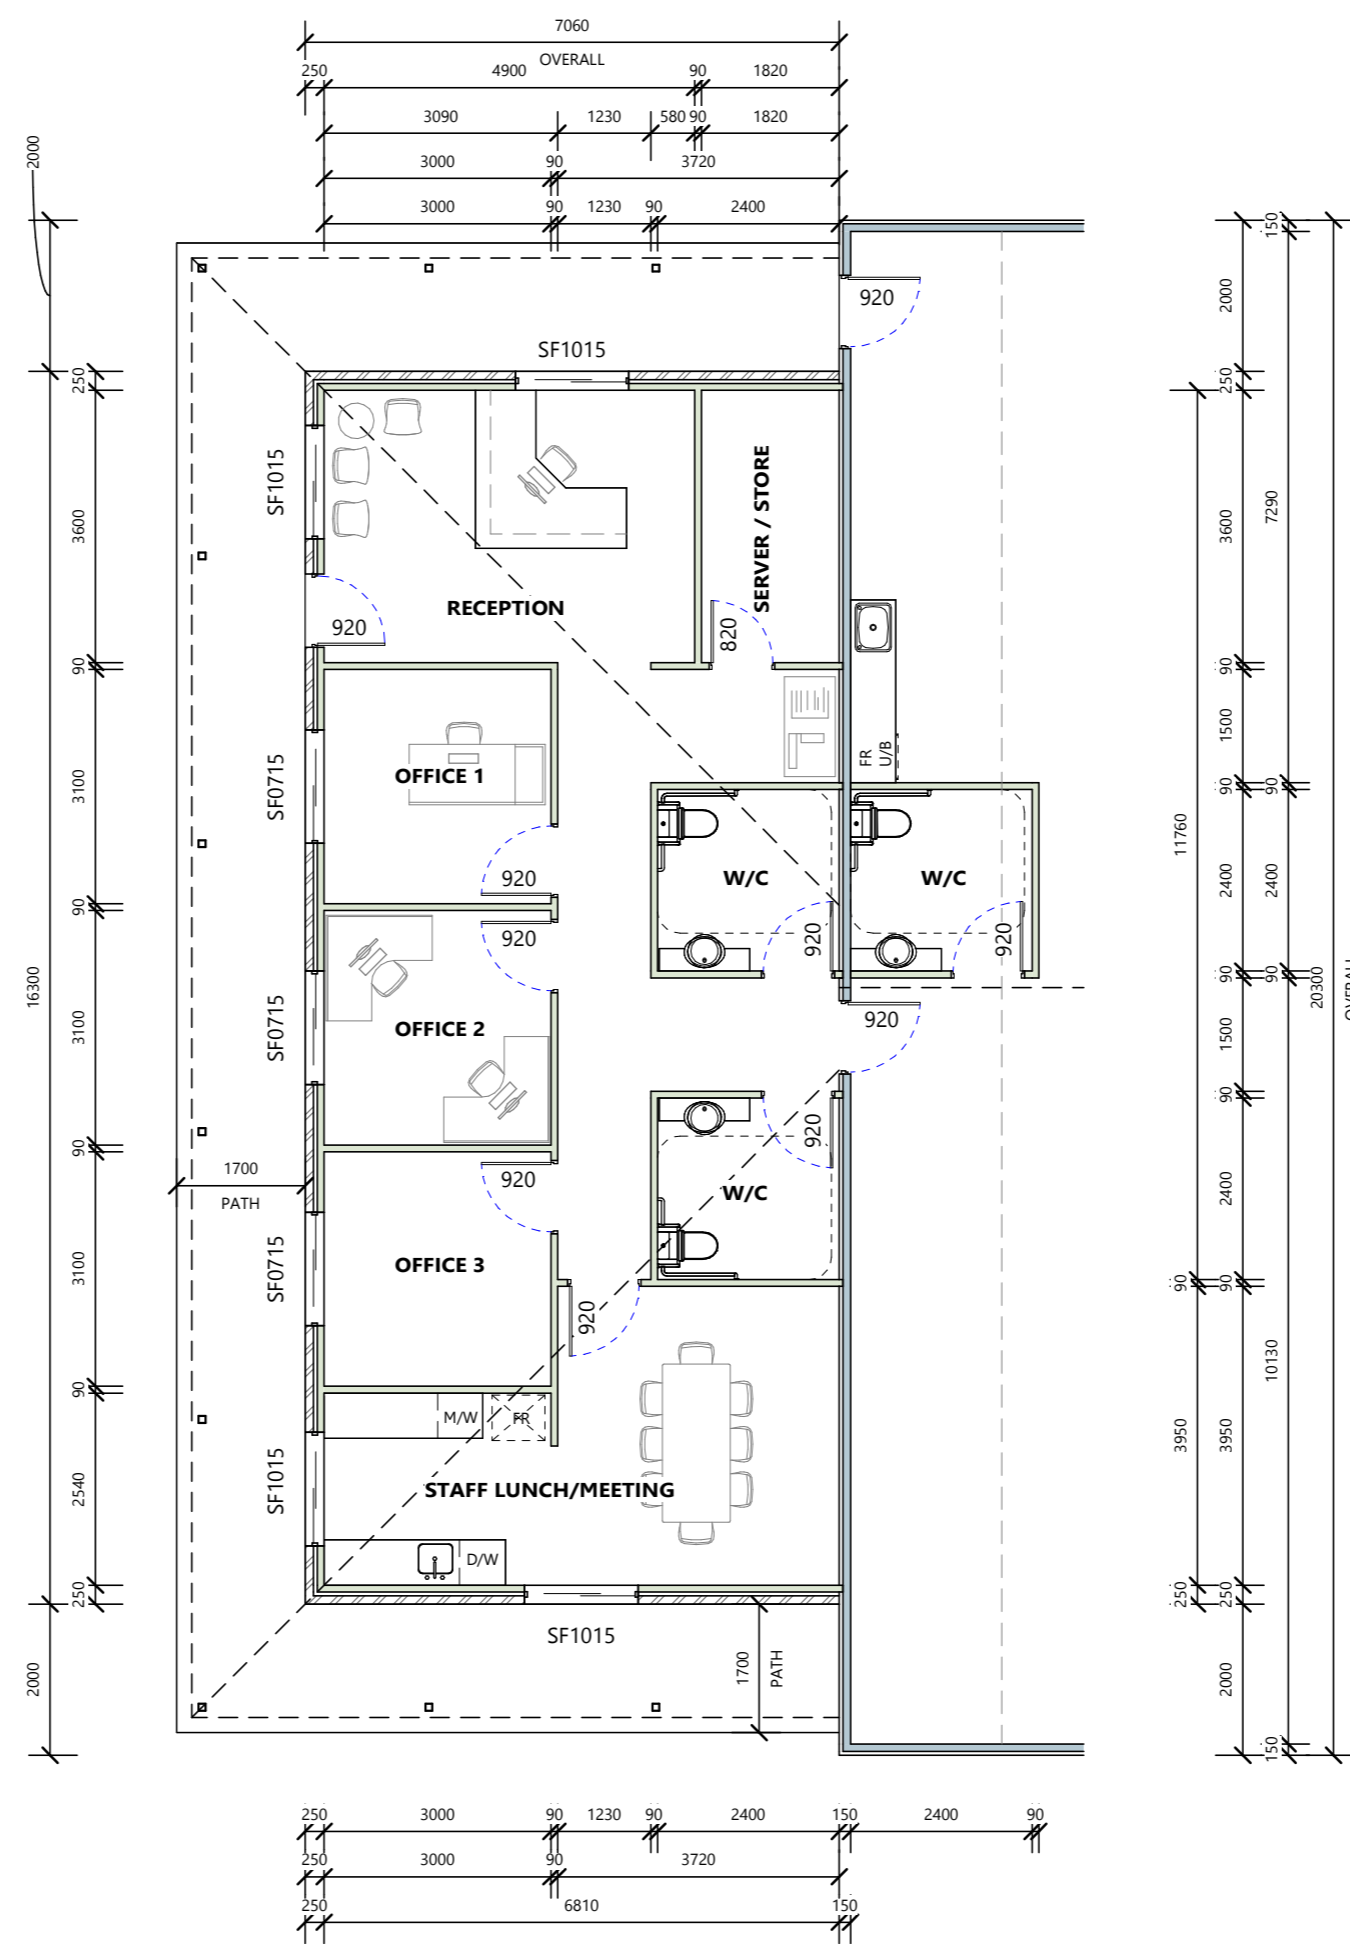 7060
OVERALL
250 4900 90 1820
3090 1230 580 90 1820
3000 90 3720
3000 90 1230 90 2400
2000
150
920
2000
SF1015
250
250
SF1015
SERVER / STORE
3600
3600
7290
RECEPTION
920
820
90
90
FR
U/B
1500
OFFICE 1
SF0715
3100
90
90
11760
W/C
W/C
2400
2400
920
90
920
920
920
90
90
90
16300
20300
OVERALL
SF0715
3100
OFFICE 2
920
1500
90
920
90
1700
PATH
920
W/C
2400
SF0715
3100
OFFICE 3
90
90
920
10130
90
M/W
FR
SF1015
2540
STAFF LUNCH/MEETING
3950
3950
D/W
250
250
250
SF1015
2000
1700
PATH
2000
150
250 3000 90 1230 90 2400 150 2400 90
250 3000 90 3720
250 6810 150